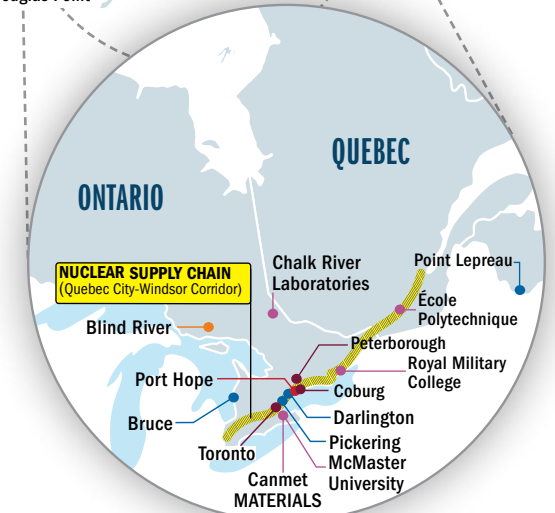 QUEBEC
ONTARIO
NUCLEAR SUPPLY CHAIN
(Quebec City-Windsor Corridor)
Chalk River
Laboratories
Point Lepreau
École
Polytechnique
Blind River
Peterborough
Royal Military
College
Port Hope
Coburg
Bruce
Darlington
Pickering
Toronto
McMaster
University
Canmet
MATERIALS